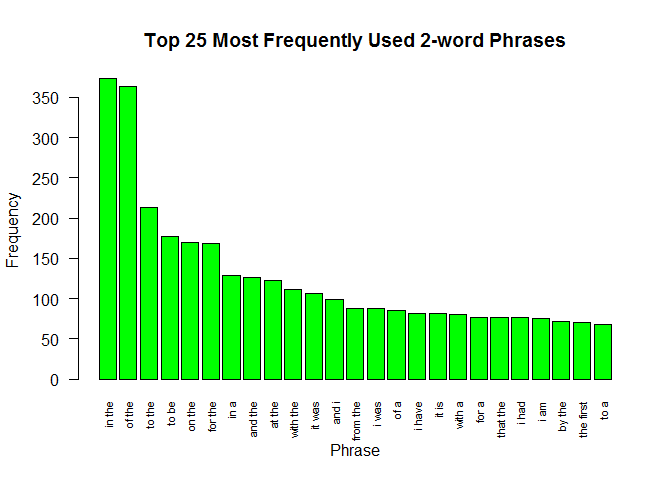 Top 25 Most Frequently Used 2-word Phrases
Frequency
350
300
250
200
150
100
50
0
in the
of the
to the
to be
on the
for the
in a
and the
at the
with the
it was
and i
from the
i was
of a
i have
it is
with a
for a
that the
i had
i am
by the
the first
to a
Phrase